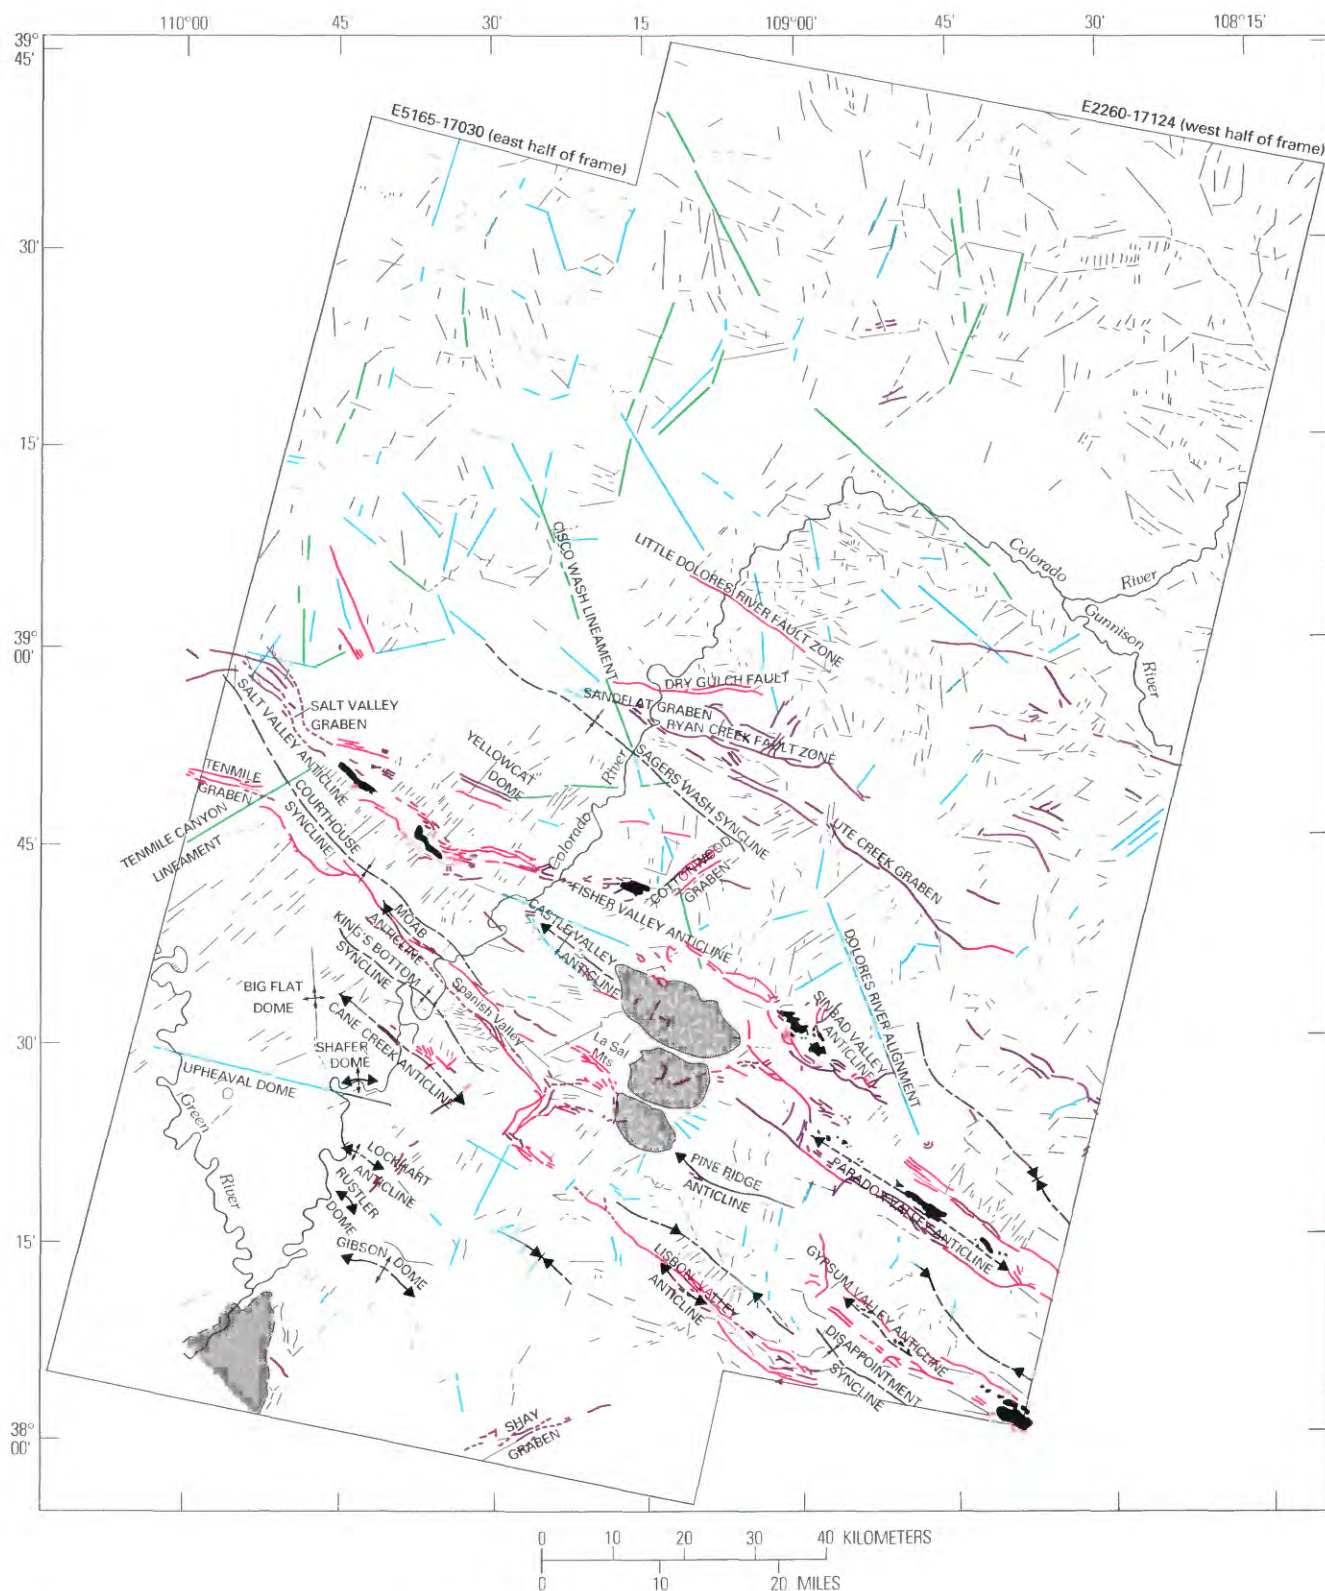 110°00'
45'
30'
15'
109°00'
45'
30'
108°15'
39°
45'
E5165-17030 (east half of frame)
E2260-17124 (west half of frame)
30'
15'
CISCO WASH LINEAMENT
LITTLE DOLORES RIVER FAULT ZONE
Colorado
River
Gunnison
River
39°
00'
DRY GULCH FAULT
SALT VALLEY
GRABEN
SALT VALLEY ANTICLINE
SANDFLAT GRABEN
RYAN CREEK FAULT ZONE
YELLOWCAT
DOME
River
SAGERS WASH SYNCLINE
TENMILE
GRABEN
COURTHOUSE
SYNCLINE
TENMILE CANYON
LINEAMENT
UTE CREEK GRABEN
45'
Colorado
COTTONWOOD
GRABEN
FISHER VALLEY ANTICLINE
CASTLE VALLEY
ANTICLINE
MOAB
ANTICLINE
KING'S BOTTOM
SYNCLINE
Spanish Valley
DOLORES RIVER ALIGNMENT
BIG FLAT
DOME
CANE CREEK ANTICLINE
SINBAD VALLEY
ANTICLINE
30'
SHAFER
DOME
La Sal
Mts
UPHEAVAL DOME
Green
River
LOCKHART
ANTICLINE
RUSTLER
DOME
PINE RIDGE
ANTICLINE
PARADOX VALLEY ANTICLINE
15'
GIBSON
DOME
LISBON VALLEY
ANTICLINE
GYPSUM VALLEY ANTICLINE
DISAPPOINTMENT
SYNCLINE
38°
00'
SHAY
GRABEN
0 10 20 30 40 KILOMETERS
0 10 20 MILES